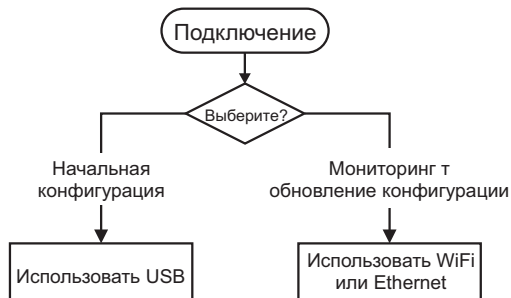 Подключение
Выберите?
Начальная
конфигурация
Мониторинг т
обновление конфигурации
Использовать USB
Использовать WiFi
или Ethernet